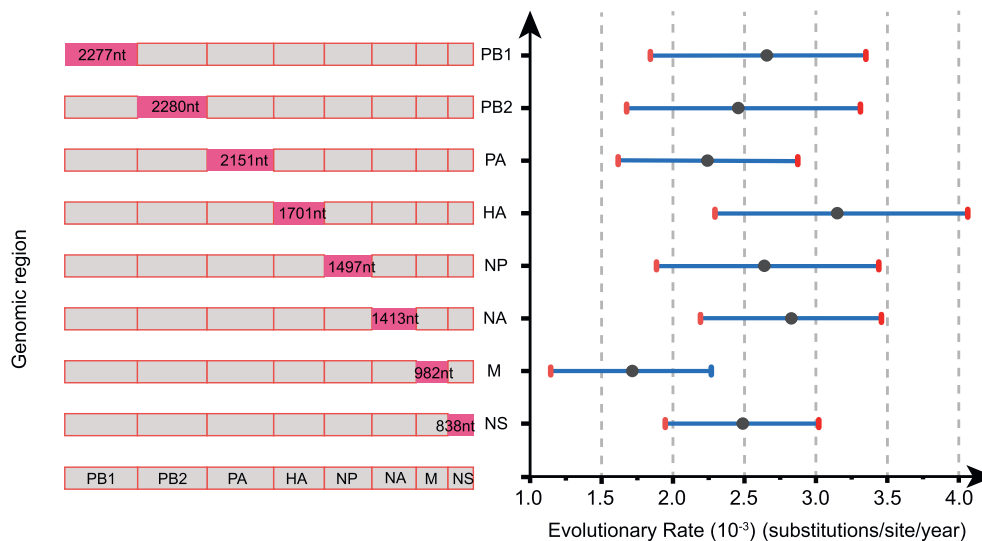 Genomic region
2277nt PB1
2280nt PB2
2151nt PA
1701nt HA
1497nt NP
1413nt NA
982nt M
838nt NS
PB1 PB2 PA HA NP NA M NS
1.0 1.5 2.0 2.5 3.0 3.5 4.0
Evolutionary Rate (10⁻³) (substitutions/site/year)